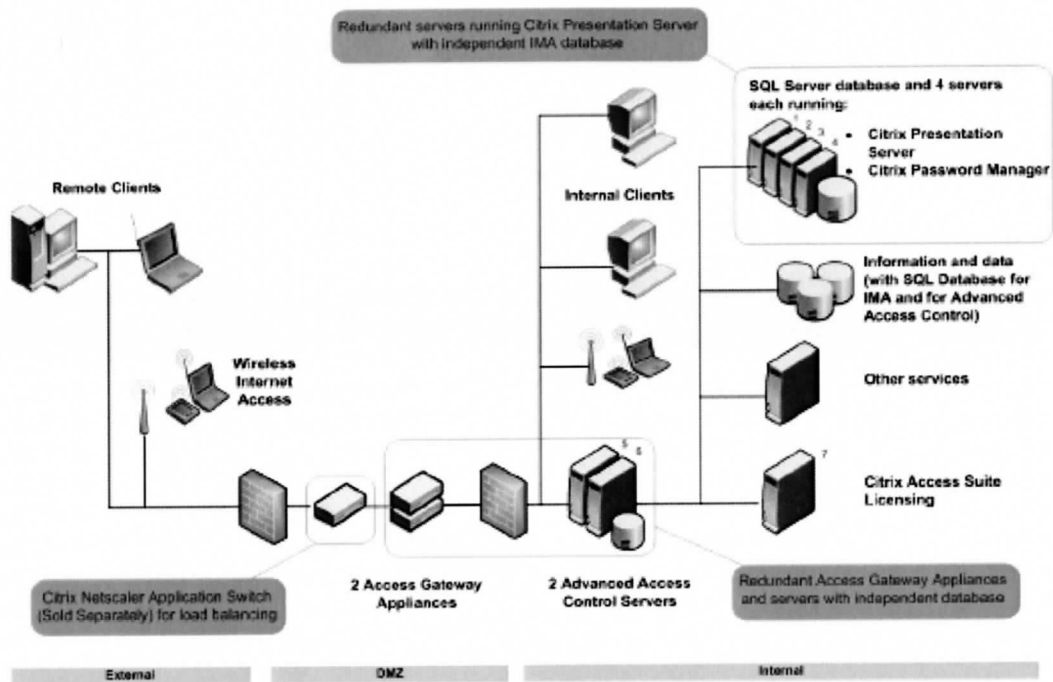 Redundant servers running Citrix Presentation Server
with independent IMA database
SQL Server database and 4 servers
each running:
1
2
3
4
• Citrix Presentation
Server
• Citrix Password Manager
Remote Clients
Internal Clients
Information and data
(with SQL Database for
IMA and for Advanced
Access Control)
Wireless
Internet
Access
Other services
5
6
7
Citrix Access Suite
Licensing
2 Access Gateway
Appliances
2 Advanced Access
Control Servers
Citrix Netscaler Application Switch
(Sold Separately) for load balancing
Redundant Access Gateway Appliances
and servers with independent database
External
DMZ
Internal